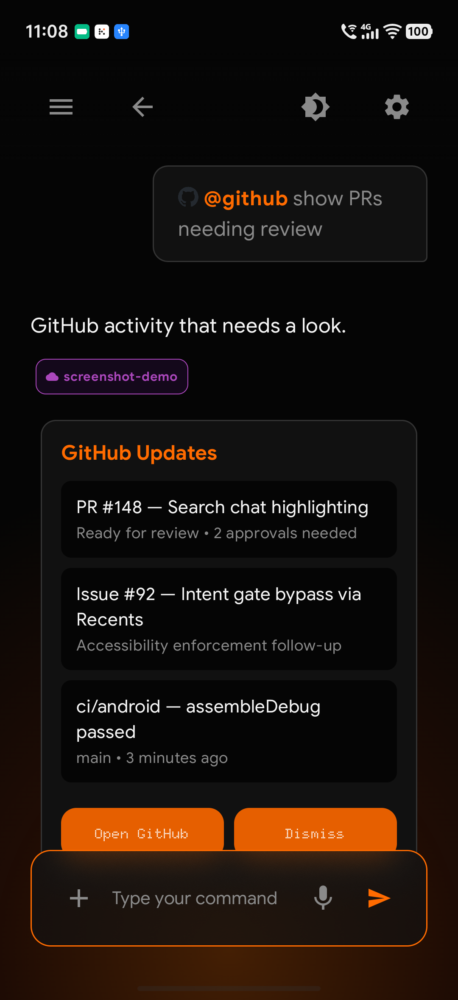 11:08
4G
100
@github show PRs
needing review
GitHub activity that needs a look.
screenshot-demo
GitHub Updates
PR #148 — Search chat highlighting
Ready for review • 2 approvals needed
Issue #92 — Intent gate bypass via
Recents
Accessibility enforcement follow-up
ci/android — assembleDebug
passed
main • 3 minutes ago
Open GitHub
Dismiss
Type your command